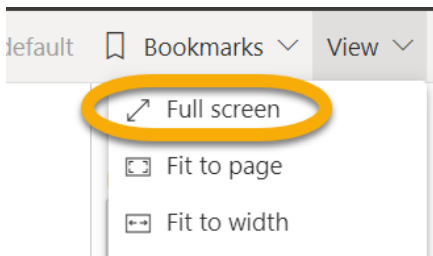 default Bookmarks View
Full screen
Fit to page
Fit to width